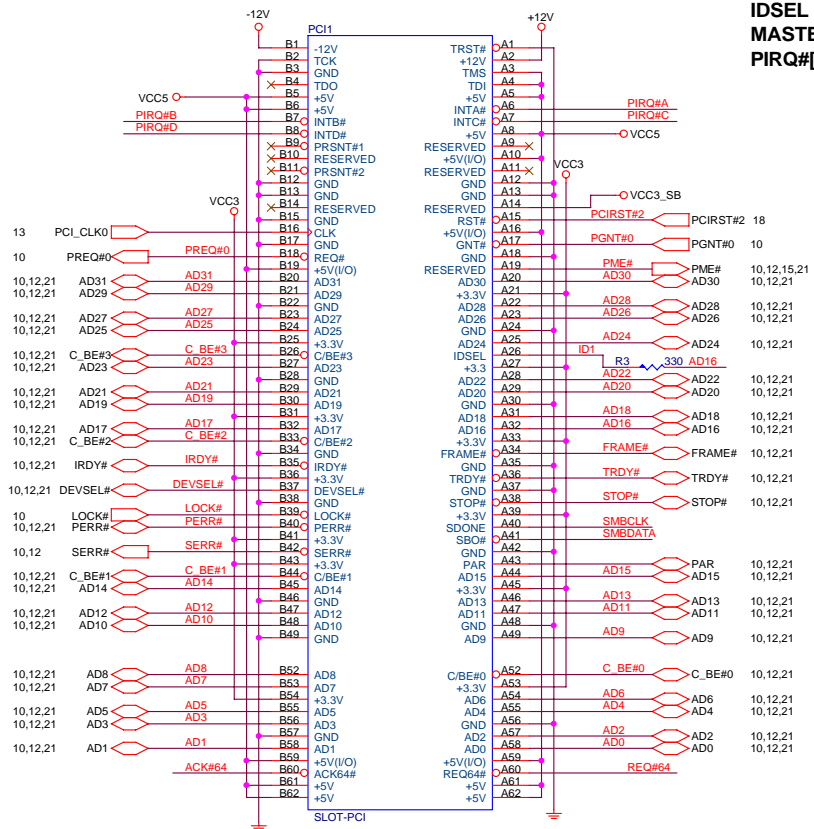 IDSEL
MASTE
PIRQ#[
-12V +12V
PCI1
B1 -12V TRST# A1
B2 TCK +12V A2
B3 GND TMS A3
B4 TDO TDI A4
VCC5 B5 +5V +5V A5
B6 +5V INTA# A6 PIRQ#A
PIRQ#B B7 INTB# INTC# A7 PIRQ#C
PIRQ#D B8 INTD# +5V A8 VCC5
B9 PRSNT#1 RESERVED A9
B10 RESERVED +5V(I/O) A10
B11 PRSNT#2 RESERVED A11 VCC3
B12 GND GND A12
B13 GND GND A13
B14 RESERVED RESERVED A14 VCC3_SB
VCC3 B15 GND RST# A15 PCIRST#2 PCIRST#2 18
13 PCI_CLK0 B16 CLK +5V(I/O) A16
B17 GND GNT# A17 PGNT#0 PGNT#0 10
10 PREQ#0 PREQ#0 B18 REQ# GND A18
B19 +5V(I/O) RESERVED A19 PME# PME# 10,12,15,21
10,12,21 AD31 AD31 B20 AD31 AD30 A20 AD30 AD30 10,12,21
10,12,21 AD29 AD29 B21 AD29 +3.3V A21
B22 GND AD28 A22 AD28 AD28 10,12,21
10,12,21 AD27 AD27 B23 AD27 AD26 A23 AD26 AD26 10,12,21
10,12,21 AD25 AD25 B24 AD25 GND A24
B25 +3.3V AD24 A25 AD24 AD24 10,12,21
10,12,21 C_BE#3 C_BE#3 B26 C/BE#3 IDSEL A26 ID1
10,12,21 AD23 AD23 B27 AD23 +3.3 A27 R3 330 AD16
B28 GND AD22 A28 AD22 AD22 10,12,21
10,12,21 AD21 AD21 B29 AD21 AD20 A29 AD20 AD20 10,12,21
10,12,21 AD19 AD19 B30 AD19 GND A30
B31 +3.3V AD18 A31 AD18 AD18 10,12,21
10,12,21 AD17 AD17 B32 AD17 AD16 A32 AD16 AD16 10,12,21
10,12,21 C_BE#2 C_BE#2 B33 C/BE#2 +3.3V A33
B34 GND FRAME# A34 FRAME# FRAME# 10,12,21
10,12,21 IRDY# IRDY# B35 IRDY# GND A35
B36 +3.3V TRDY# A36 TRDY# TRDY# 10,12,21
10,12,21 DEVSEL# DEVSEL# B37 DEVSEL# GND A37
B38 GND STOP# A38 STOP# STOP# 10,12,21
10 LOCK# LOCK# B39 LOCK# +3.3V A39
10,12,21 PERR# PERR# B40 PERR# SDONE A40 SMBCLK
B41 +3.3V SBO# A41 SMBDATA
10,12 SERR# SERR# B42 SERR# GND A42
B43 +3.3V PAR A43 PAR 10,12,21
10,12,21 C_BE#1 C_BE#1 B44 C/BE#1 AD15 A44 AD15 AD15 10,12,21
10,12,21 AD14 AD14 B45 AD14 +3.3V A45
B46 GND AD13 A46 AD13 AD13 10,12,21
10,12,21 AD12 AD12 B47 AD12 AD11 A47 AD11 AD11 10,12,21
10,12,21 AD10 AD10 B48 AD10 GND A48
B49 GND AD9 A49 AD9 AD9 10,12,21
10,12,21 AD8 AD8 B52 AD8 C/BE#0 A52 C_BE#0 C_BE#0 10,12,21
10,12,21 AD7 AD7 B53 AD7 +3.3V A53
B54 +3.3V AD6 A54 AD6 AD6 10,12,21
10,12,21 AD5 AD5 B55 AD5 AD4 A55 AD4 AD4 10,12,21
10,12,21 AD3 AD3 B56 AD3 GND A56
B57 GND AD2 A57 AD2 AD2 10,12,21
10,12,21 AD1 AD1 B58 AD1 AD0 A58 AD0 AD0 10,12,21
B59 +5V(I/O) +5V(I/O) A59
ACK#64 B60 ACK64# REQ64# A60 REQ#64
B61 +5V +5V A61
B62 +5V +5V A62
SLOT-PCI